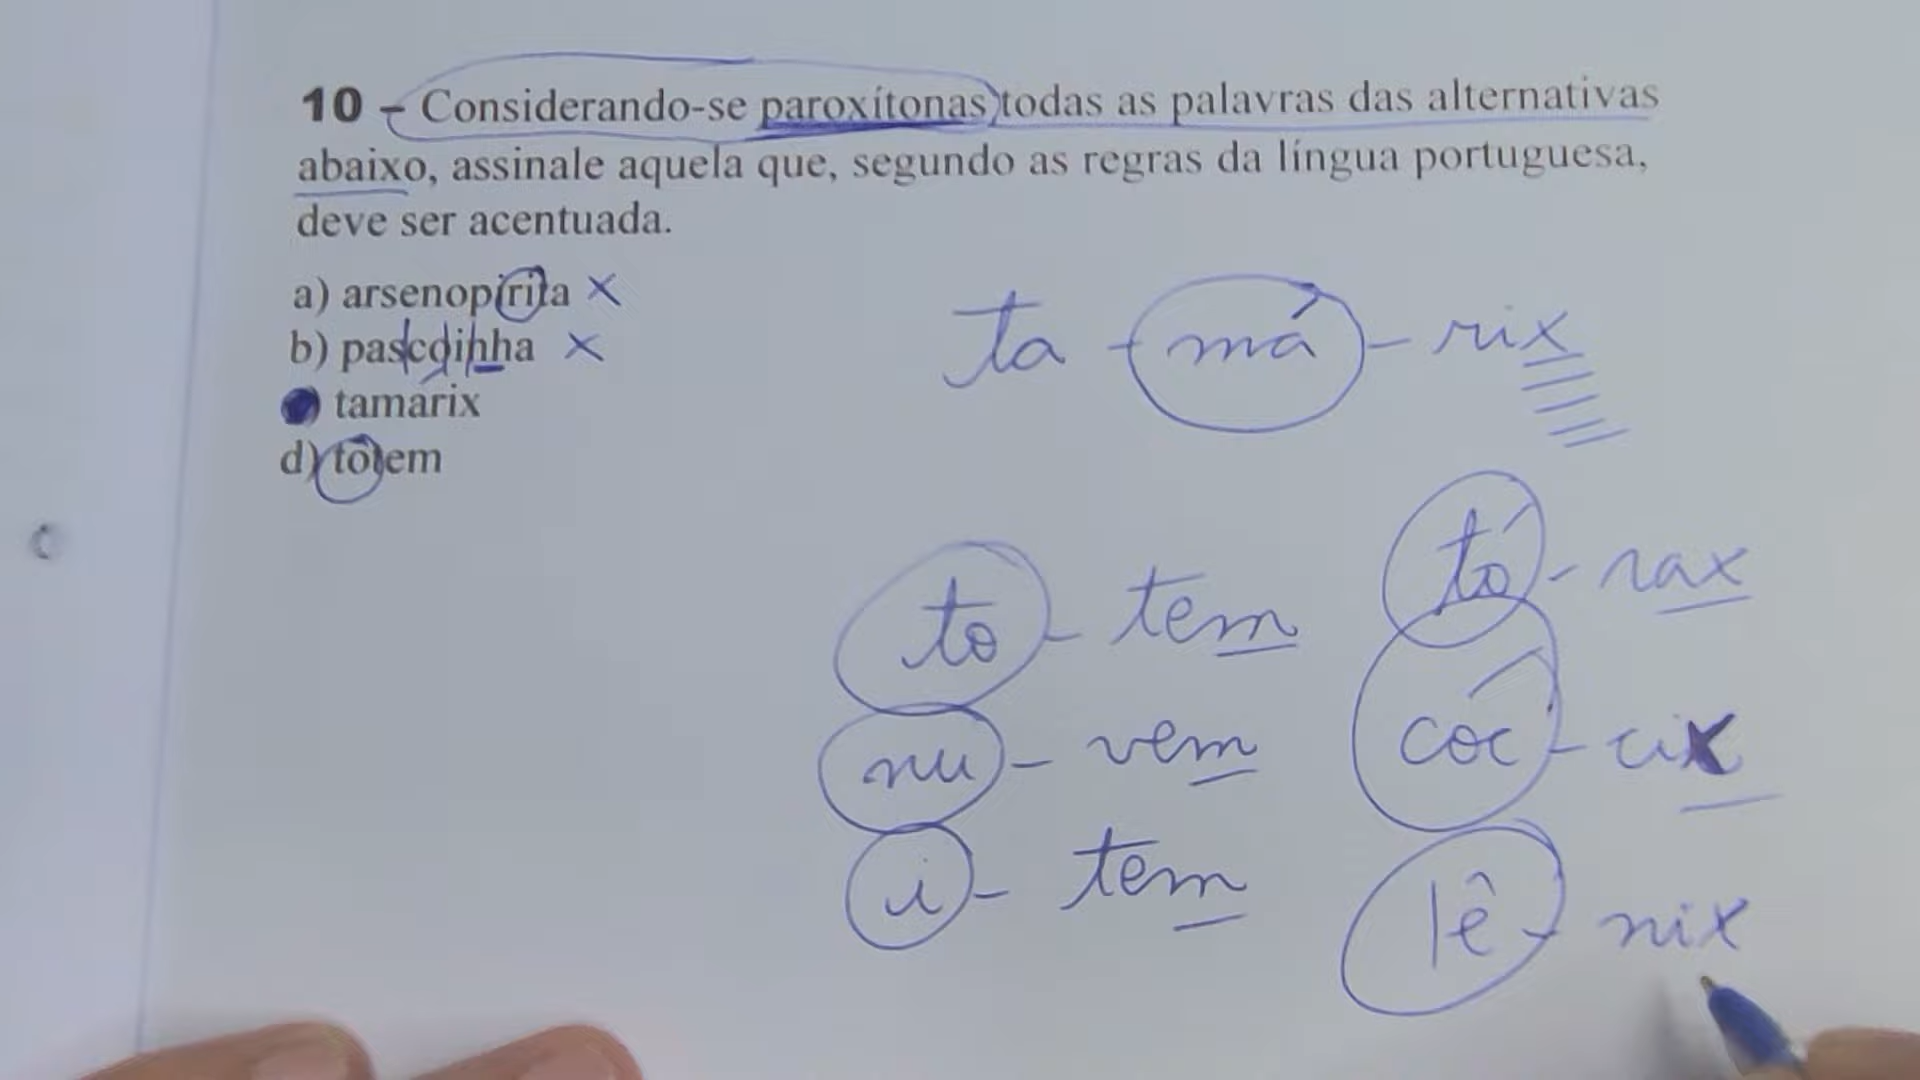 10 – Considerando-se paroxítonas todas as palavras das alternativas
abaixo, assinale aquela que, segundo as regras da língua portuguesa,
deve ser acentuada.
a) arsenopirita X
b) pascoinha X
tamarix
d) totem
ta - má - rix
to - tem
nu - vem
i - tem
tó - rax
cóc - cix
lê - nix